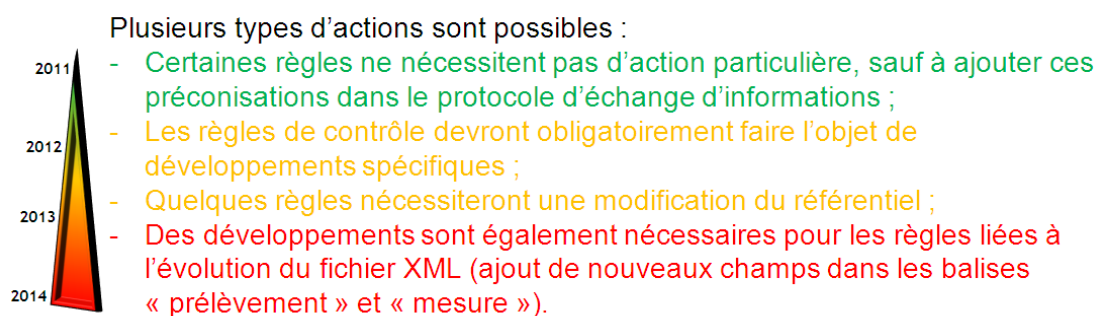 Plusieurs types d’actions sont possibles :
2011
- Certaines règles ne nécessitent pas d’action particulière, sauf à ajouter ces
préconisations dans le protocole d’échange d’informations ;
2012
- Les règles de contrôle devront obligatoirement faire l’objet de
développements spécifiques ;
2013
- Quelques règles nécessiteront une modification du référentiel ;
- Des développements sont également nécessaires pour les règles liées à
l’évolution du fichier XML (ajout de nouveaux champs dans les balises
2014
« prélèvement » et « mesure »).